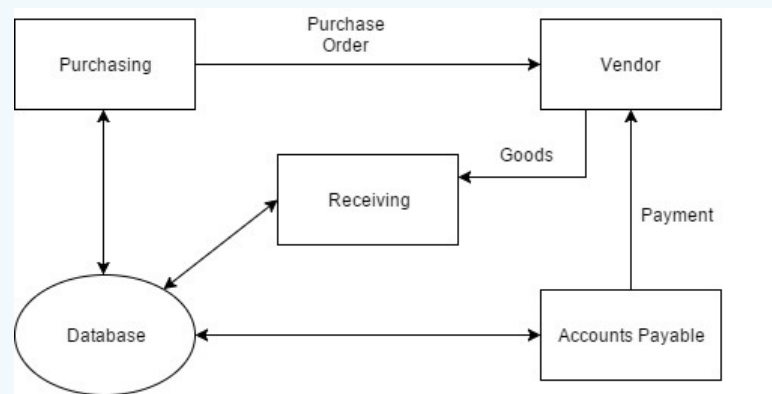 Purchase
Order
Purchasing
Vendor
Goods
Receiving
Payment
Database
Accounts Payable